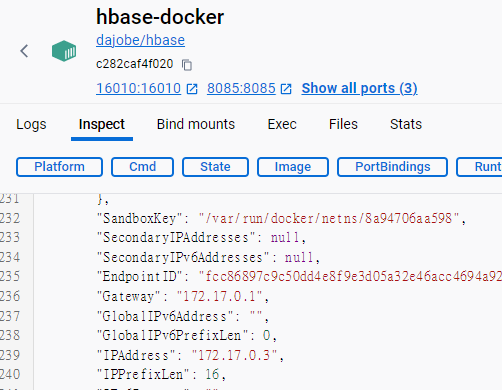 hbase-docker
dajobe/hbase
c282caf4f020
16010:16010 8085:8085 Show all ports (3)
Logs Inspect Bind mounts Exec Files Stats
Platform Cmd State Image PortBindings Runt
231 },
232 "SandboxKey": "/var/run/docker/netns/8a94706aa598",
233 "SecondaryIPAddresses": null,
234 "SecondaryIPv6Addresses": null,
235 "EndpointID": "fcc86897c9c50dd4e8f9e3d05a32e46acc4694a92
236 "Gateway": "172.17.0.1",
237 "GlobalIPv6Address": "",
238 "GlobalIPv6PrefixLen": 0,
239 "IPAddress": "172.17.0.3",
240 "IPPrefixLen": 16,